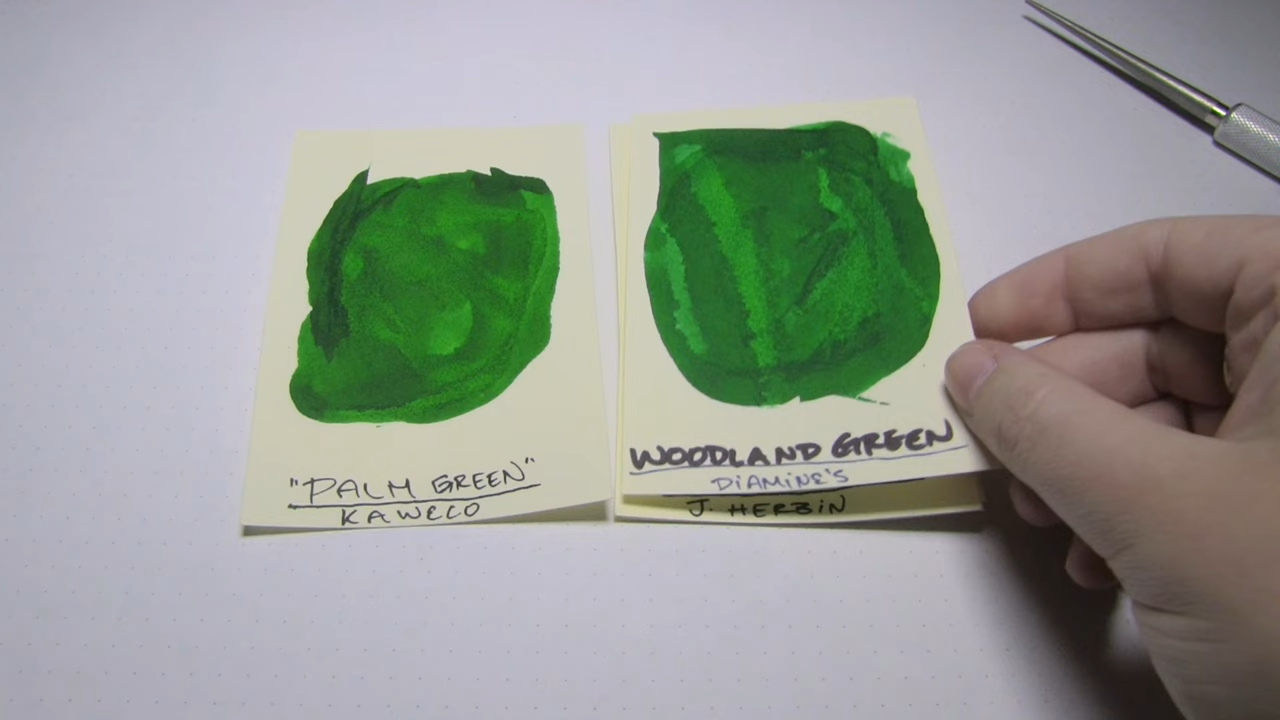 "PALM GREEN"
KAWECO
WOODLAND GREEN
DiAMiNE'S
J. HERBiN